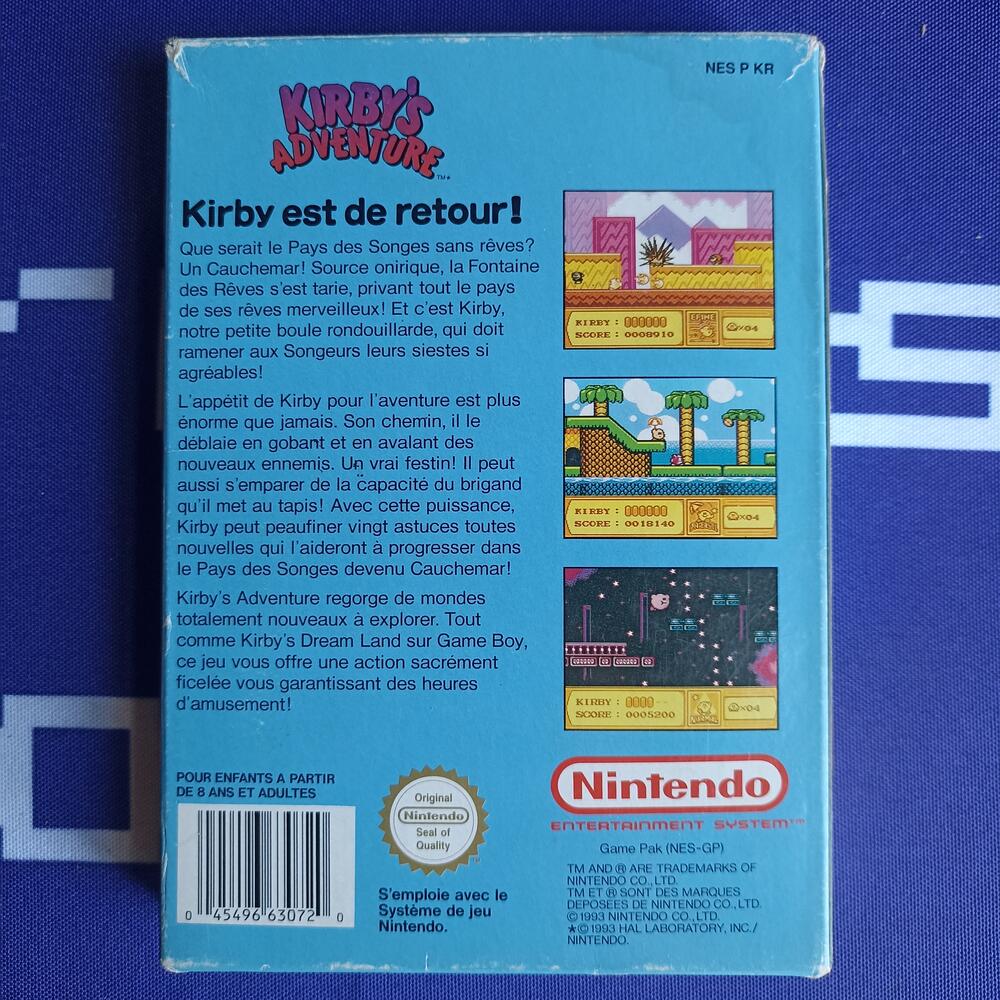 NES P KR
KIRBY'S
ADVENTURE
TM*
Kirby est de retour!
Que serait le Pays des Songes sans rêves?
Un Cauchemar! Source onirique, la Fontaine
des Rêves s'est tarie, privant tout le pays
de ses rêves merveilleux! Et c'est Kirby,
notre petite boule rondouillarde, qui doit
ramener aux Songeurs leurs siestes si
agréables!
L'appétit de Kirby pour l'aventure est plus
énorme que jamais. Son chemin, il le
déblaie en gobant et en avalant des
nouveaux ennemis. Un vrai festin! Il peut
aussi s'emparer de la capacité du brigand
qu'il met au tapis! Avec cette puissance,
Kirby peut peaufiner vingt astuces toutes
nouvelles qui l'aideront à progresser dans
le Pays des Songes devenu Cauchemar!
Kirby's Adventure regorge de mondes
totalement nouveaux à explorer. Tout
comme Kirby's Dream Land sur Game Boy,
ce jeu vous offre une action sacrément
ficelée vous garantissant des heures
d'amusement!
KIRBY :
SCORE : 0008910
×04
KIRBY :
SCORE : 0018140
×04
KIRBY :
SCORE : 0005200
NORMAL
×04
POUR ENFANTS A PARTIR
DE 8 ANS ET ADULTES
0 45496 63072 0
Original
Nintendo
Seal of
Quality
TM
S'emploie avec le
Système de jeu
Nintendo.
Nintendo
ENTERTAINMENT SYSTEM™
Game Pak (NES-GP)
TM AND ® ARE TRADEMARKS OF
NINTENDO CO., LTD.
TM ET ® SONT DES MARQUES
DEPOSEES DE NINTENDO CO., LTD.
© 1993 NINTENDO CO., LTD.
*© 1993 HAL LABORATORY, INC./
NINTENDO.